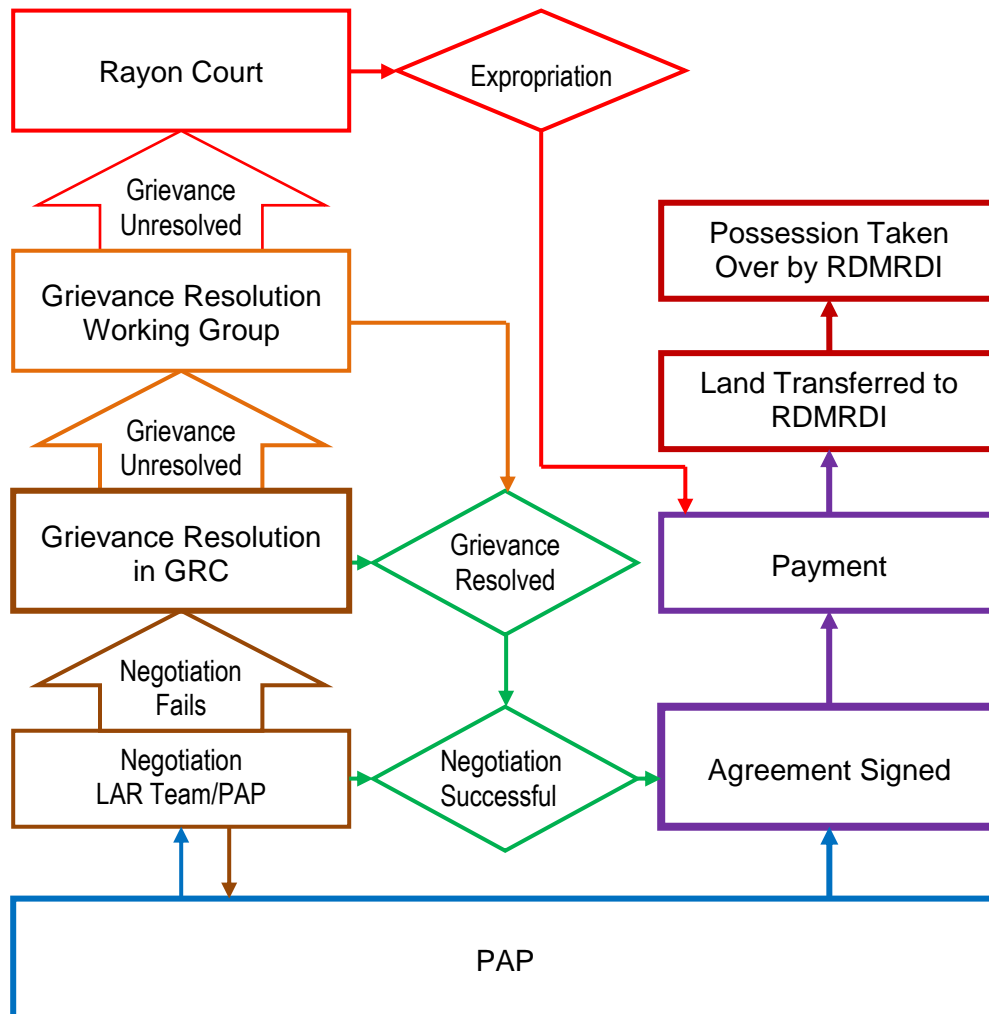 Rayon Court
Expropriation
Grievance
Unresolved
Possession Taken
Over by RDMRDI
Grievance Resolution
Working Group
Land Transferred to
RDMRDI
Grievance
Unresolved
Grievance Resolution
in GRC
Grievance
Resolved
Payment
Negotiation
Fails
Negotiation
LAR Team/PAP
Negotiation
Successful
Agreement Signed
PAP